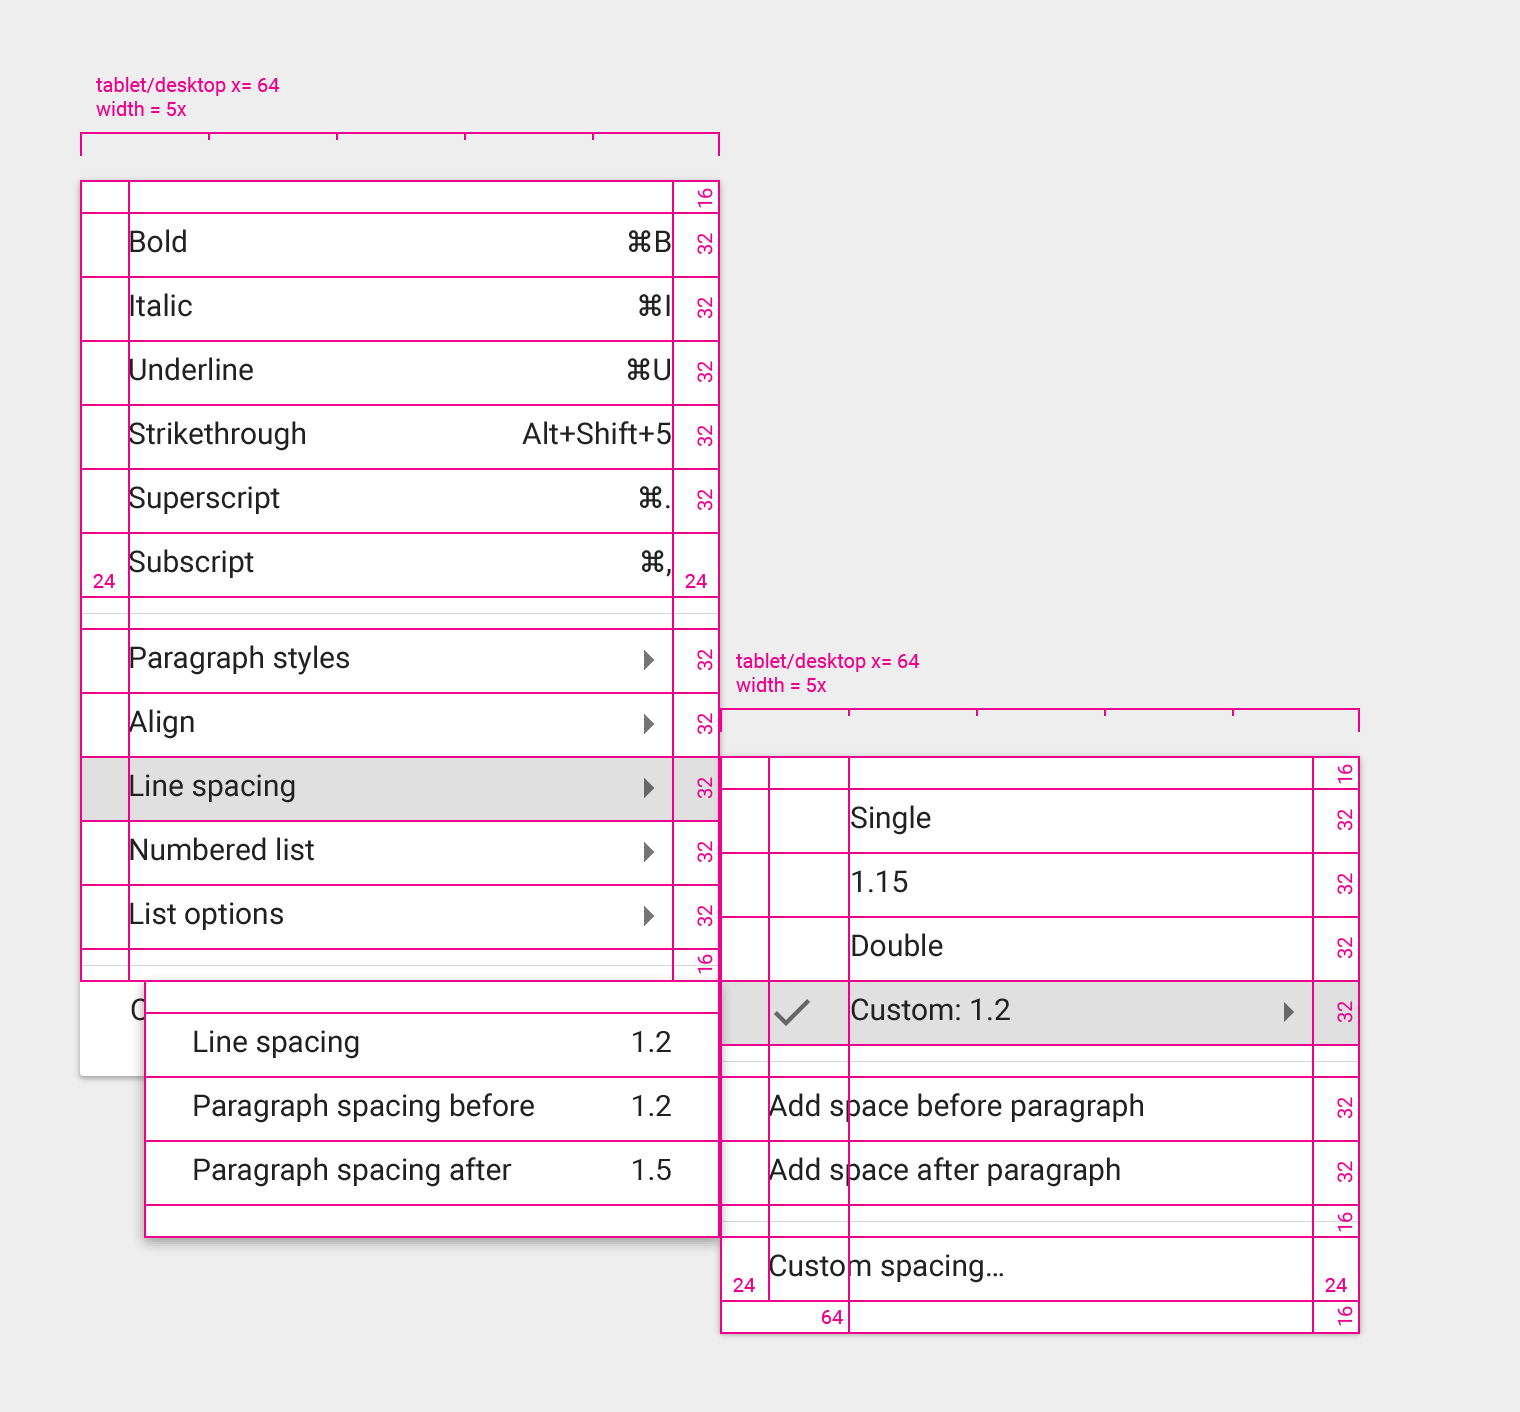 tablet/desktop x= 64
width = 5x
16
Bold ⌘B 32
Italic ⌘I 32
Underline ⌘U 32
Strikethrough Alt+Shift+5 32
Superscript ⌘. 32
Subscript ⌘,
24 24
Paragraph styles 32
Align 32
Line spacing 32
Numbered list 32
List options 32
16
C
Line spacing 1.2
Paragraph spacing before 1.2
Paragraph spacing after 1.5
tablet/desktop x= 64
width = 5x
16
Single 32
1.15 32
Double 32
Custom: 1.2 32
Add space before paragraph 32
Add space after paragraph 32
16
Custom spacing...
24 24
64 16